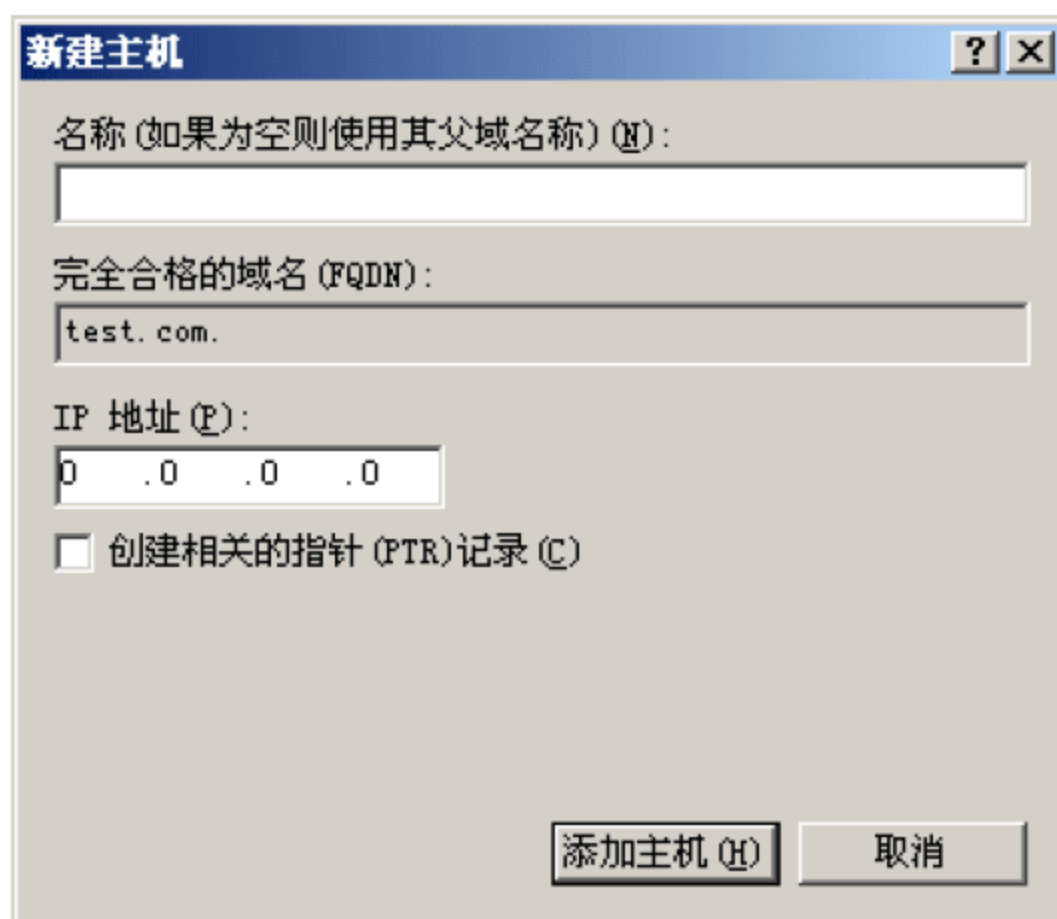 新建主机
名称(如果为空则使用其父域名称)(N):
完全合格的域名(FQDN):
test.com.
IP 地址(P):
0 .0 .0 .0
创建相关的指针(PTR)记录(C)
添加主机(H) 取消